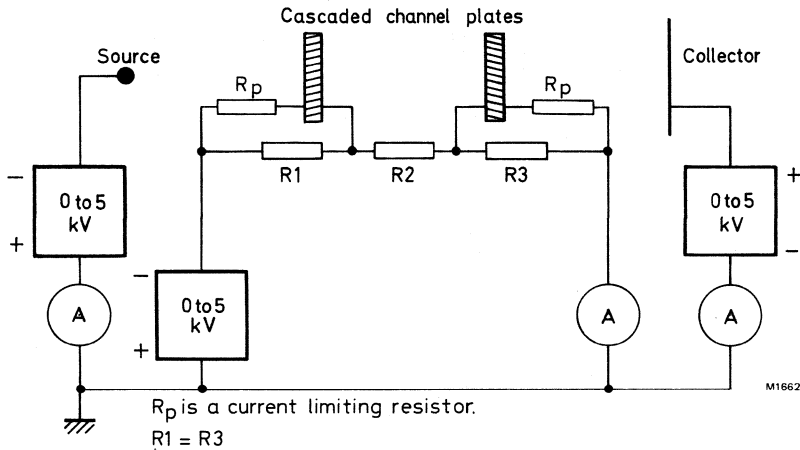 Cascaded channel plates
Source
Collector
Rp
Rp
R1
R2
R3
−
0 to 5
kV
+
−
0 to 5
kV
+
+
0 to 5
kV
−
A
A
A
M1662
Rp is a current limiting resistor.
R1 = R3